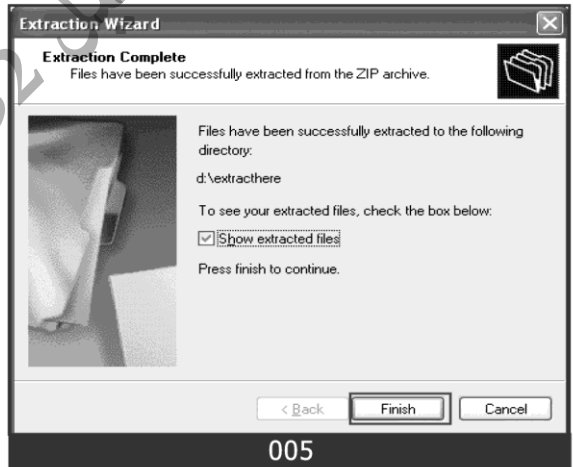 Extraction Wizard
Extraction Complete
Files have been successfully extracted from the ZIP archive.
Files have been successfully extracted to the following
directory:
d:\extracthere
To see your extracted files, check the box below:
Show extracted files
Press finish to continue.
< Back
Finish
Cancel
005